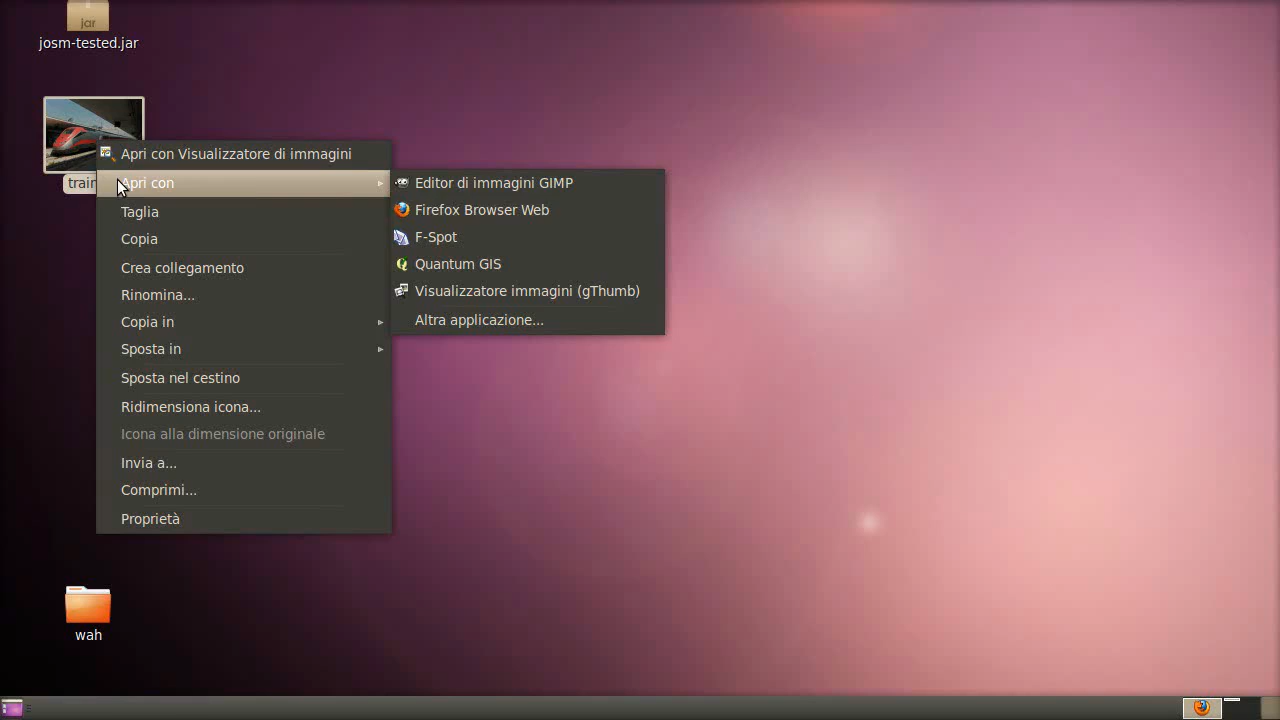 jar
josm-tested.jar
train
Apri con Visualizzatore di immagini
Apri con
Taglia
Copia
Crea collegamento
Rinomina...
Copia in
Sposta in
Sposta nel cestino
Ridimensiona icona...
Icona alla dimensione originale
Invia a...
Comprimi...
Proprietà
Editor di immagini GIMP
Firefox Browser Web
F-Spot
Quantum GIS
Visualizzatore immagini (gThumb)
Altra applicazione...
wah